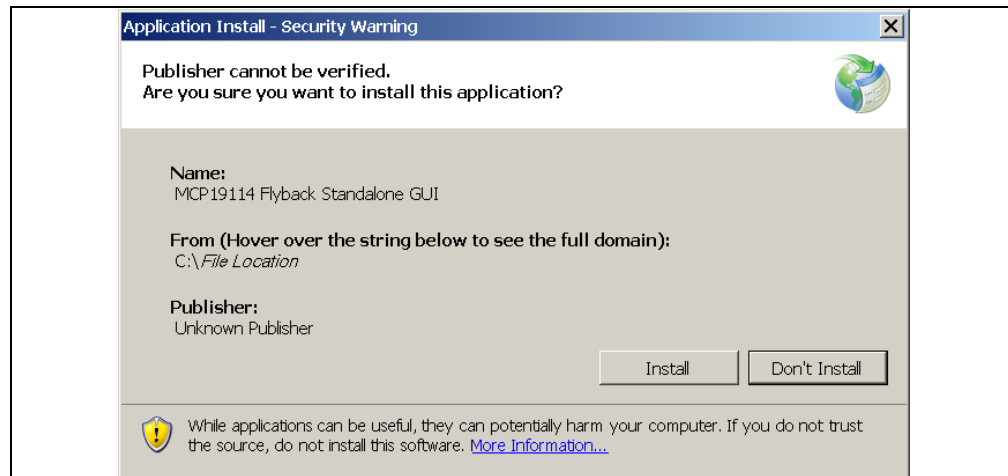 Application Install - Security Warning
Publisher cannot be verified.
Are you sure you want to install this application?
Name:
MCP19114 Flyback Standalone GUI
From (Hover over the string below to see the full domain):
C:\File Location
Publisher:
Unknown Publisher
Install Don't Install
While applications can be useful, they can potentially harm your computer. If you do not trust
the source, do not install this software. More Information...